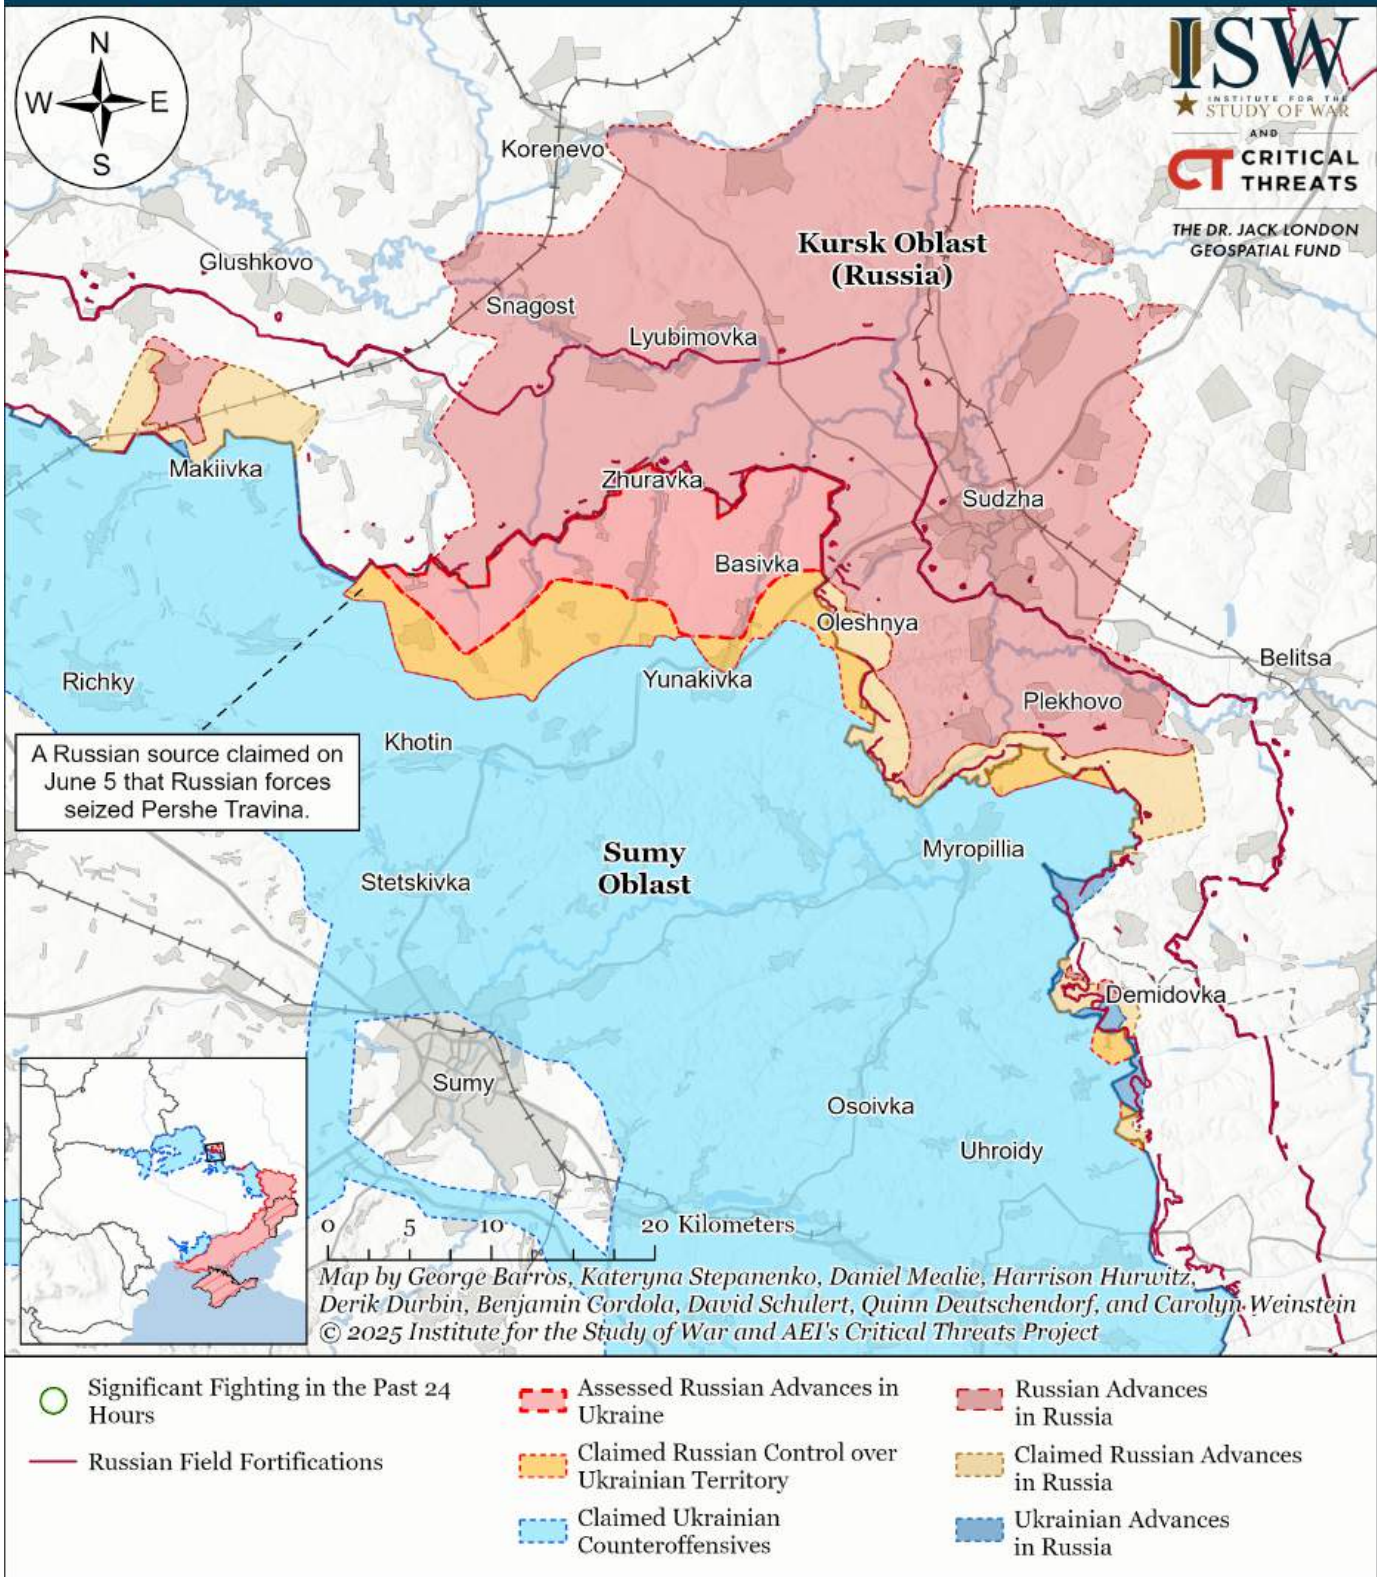 N
W
E
S
ISW
INSTITUTE FOR THE
STUDY OF WAR
AND
CT CRITICAL
THREATS
THE DR. JACK LONDON
GEOSPATIAL FUND
Korenevo
Kursk Oblast
(Russia)
Glushkovo
Snagost
Lyubimovka
Makiivka
Zhuravka
Sudzha
Basivka
Oleshnya
Belitsa
Richky
Yunakivka
Plekhovo
Khotin
A Russian source claimed on
June 5 that Russian forces
seized Pershe Travina.
Sumy
Oblast
Myropillia
Stetskivka
Demidovka
Sumy
Osoivka
Uhroidy
0 5 10 20 Kilometers
Map by George Barros, Kateryna Stepanenko, Daniel Mealie, Harrison Hurwitz,
Derik Durbin, Benjamin Cordola, David Schulert, Quinn Deutschendorf, and Carolyn Weinstein
© 2025 Institute for the Study of War and AEI's Critical Threats Project
Significant Fighting in the Past 24
Hours
Russian Field Fortifications
Assessed Russian Advances in
Ukraine
Claimed Russian Control over
Ukrainian Territory
Claimed Ukrainian
Counteroffensives
Russian Advances
in Russia
Claimed Russian Advances
in Russia
Ukrainian Advances
in Russia